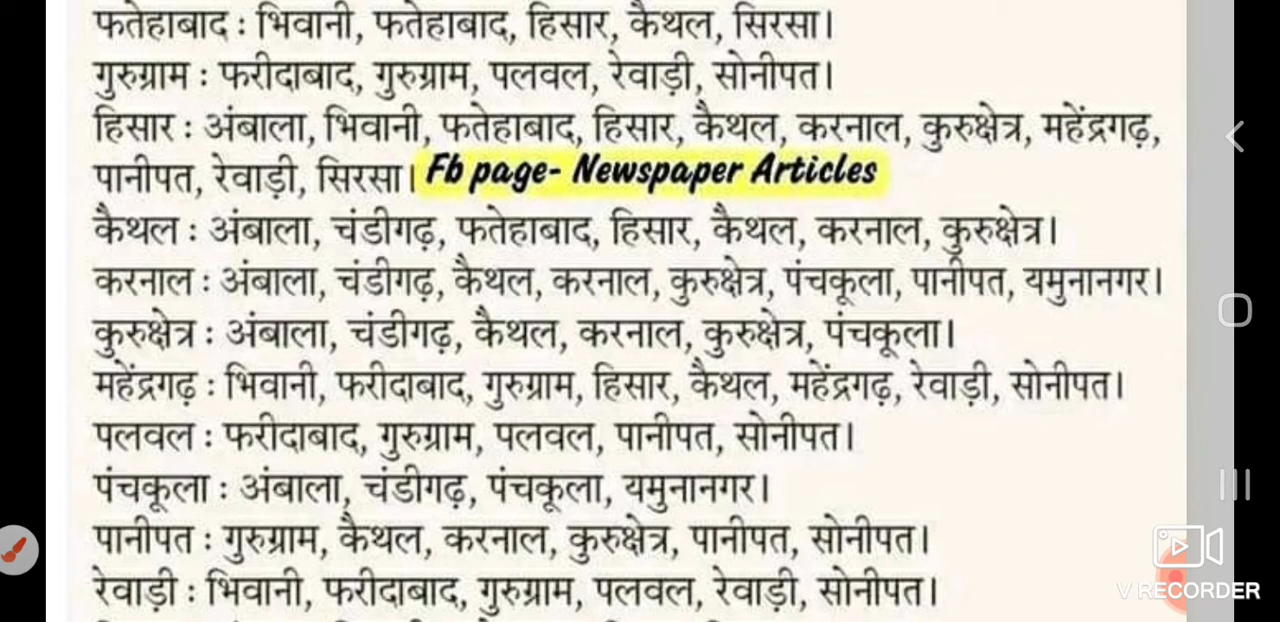 फतेहाबाद : भिवानी, फतेहाबाद, हिसार, कैथल, सिरसा।
गुरुग्राम : फरीदाबाद, गुरुग्राम, पलवल, रेवाड़ी, सोनीपत।
हिसार : अंबाला, भिवानी, फतेहाबाद, हिसार, कैथल, करनाल, कुरुक्षेत्र, महेंद्रगढ़,
पानीपत, रेवाड़ी, सिरसा। Fb page- Newspaper Articles
कैथल : अंबाला, चंडीगढ़, फतेहाबाद, हिसार, कैथल, करनाल, कुरुक्षेत्र।
करनाल : अंबाला, चंडीगढ़, कैथल, करनाल, कुरुक्षेत्र, पंचकूला, पानीपत, यमुनानगर।
कुरुक्षेत्र : अंबाला, चंडीगढ़, कैथल, करनाल, कुरुक्षेत्र, पंचकूला।
महेंद्रगढ़ : भिवानी, फरीदाबाद, गुरुग्राम, हिसार, कैथल, महेंद्रगढ़, रेवाड़ी, सोनीपत।
पलवल : फरीदाबाद, गुरुग्राम, पलवल, पानीपत, सोनीपत।
पंचकूला : अंबाला, चंडीगढ़, पंचकूला, यमुनानगर।
पानीपत : गुरुग्राम, कैथल, करनाल, कुरुक्षेत्र, पानीपत, सोनीपत।
रेवाड़ी : भिवानी, फरीदाबाद, गुरुग्राम, पलवल, रेवाड़ी, सोनीपत।
V RECORDER